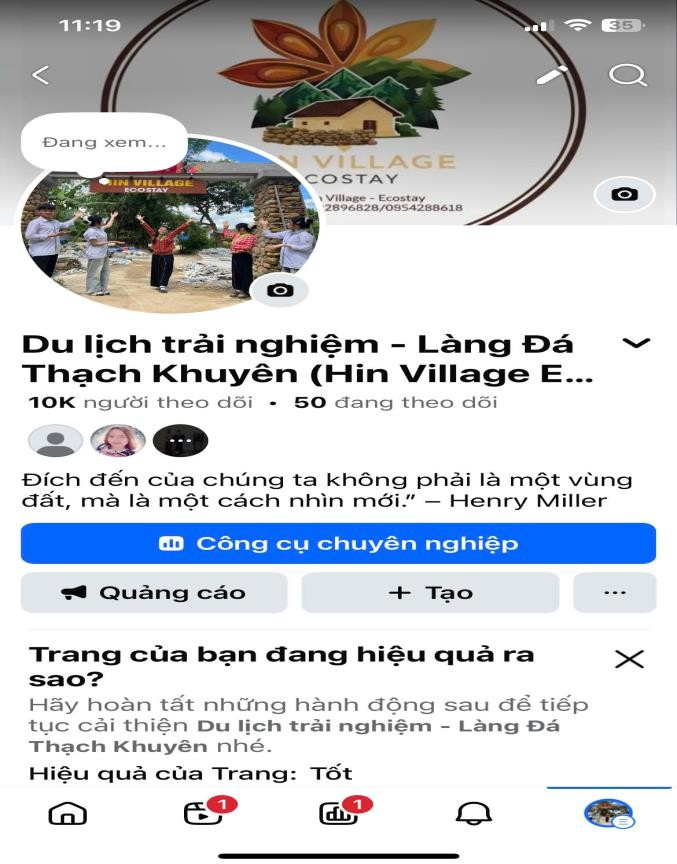 11:19
35
VILLAGE
COSTAY
Village - Ecostay
2896828/0854288618
Đang xem...
HIN VILLAGE
ECOSTAY
Du lịch trải nghiệm - Làng Đá
Thạch Khuyên (Hin Village E...
10K người theo dõi • 50 đang theo dõi
Đích đến của chúng ta không phải là một vùng
đất, mà là một cách nhìn mới.” – Henry Miller
Công cụ chuyên nghiệp
Quảng cáo
+ Tạo
...
Trang của bạn đang hiệu quả ra
sao?
Hãy hoàn tất những hành động sau để tiếp
tục cải thiện Du lịch trải nghiệm - Làng Đá
Thạch Khuyên nhé.
Hiệu quả của Trang: Tốt
1
1